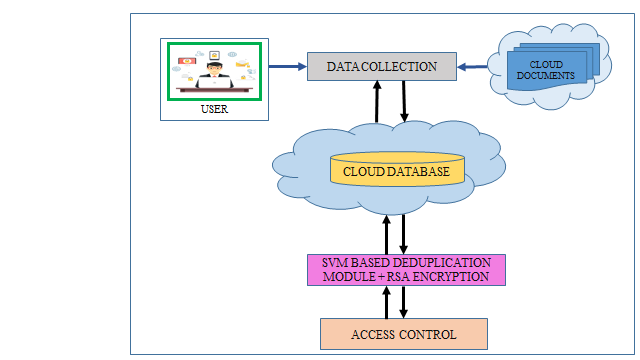 DATA COLLECTION
CLOUD
DOCUMENTS
USER
CLOUD DATABASE
SVM BASED DEDUPLICATION
MODULE + RSA ENCRYPTION
ACCESS CONTROL